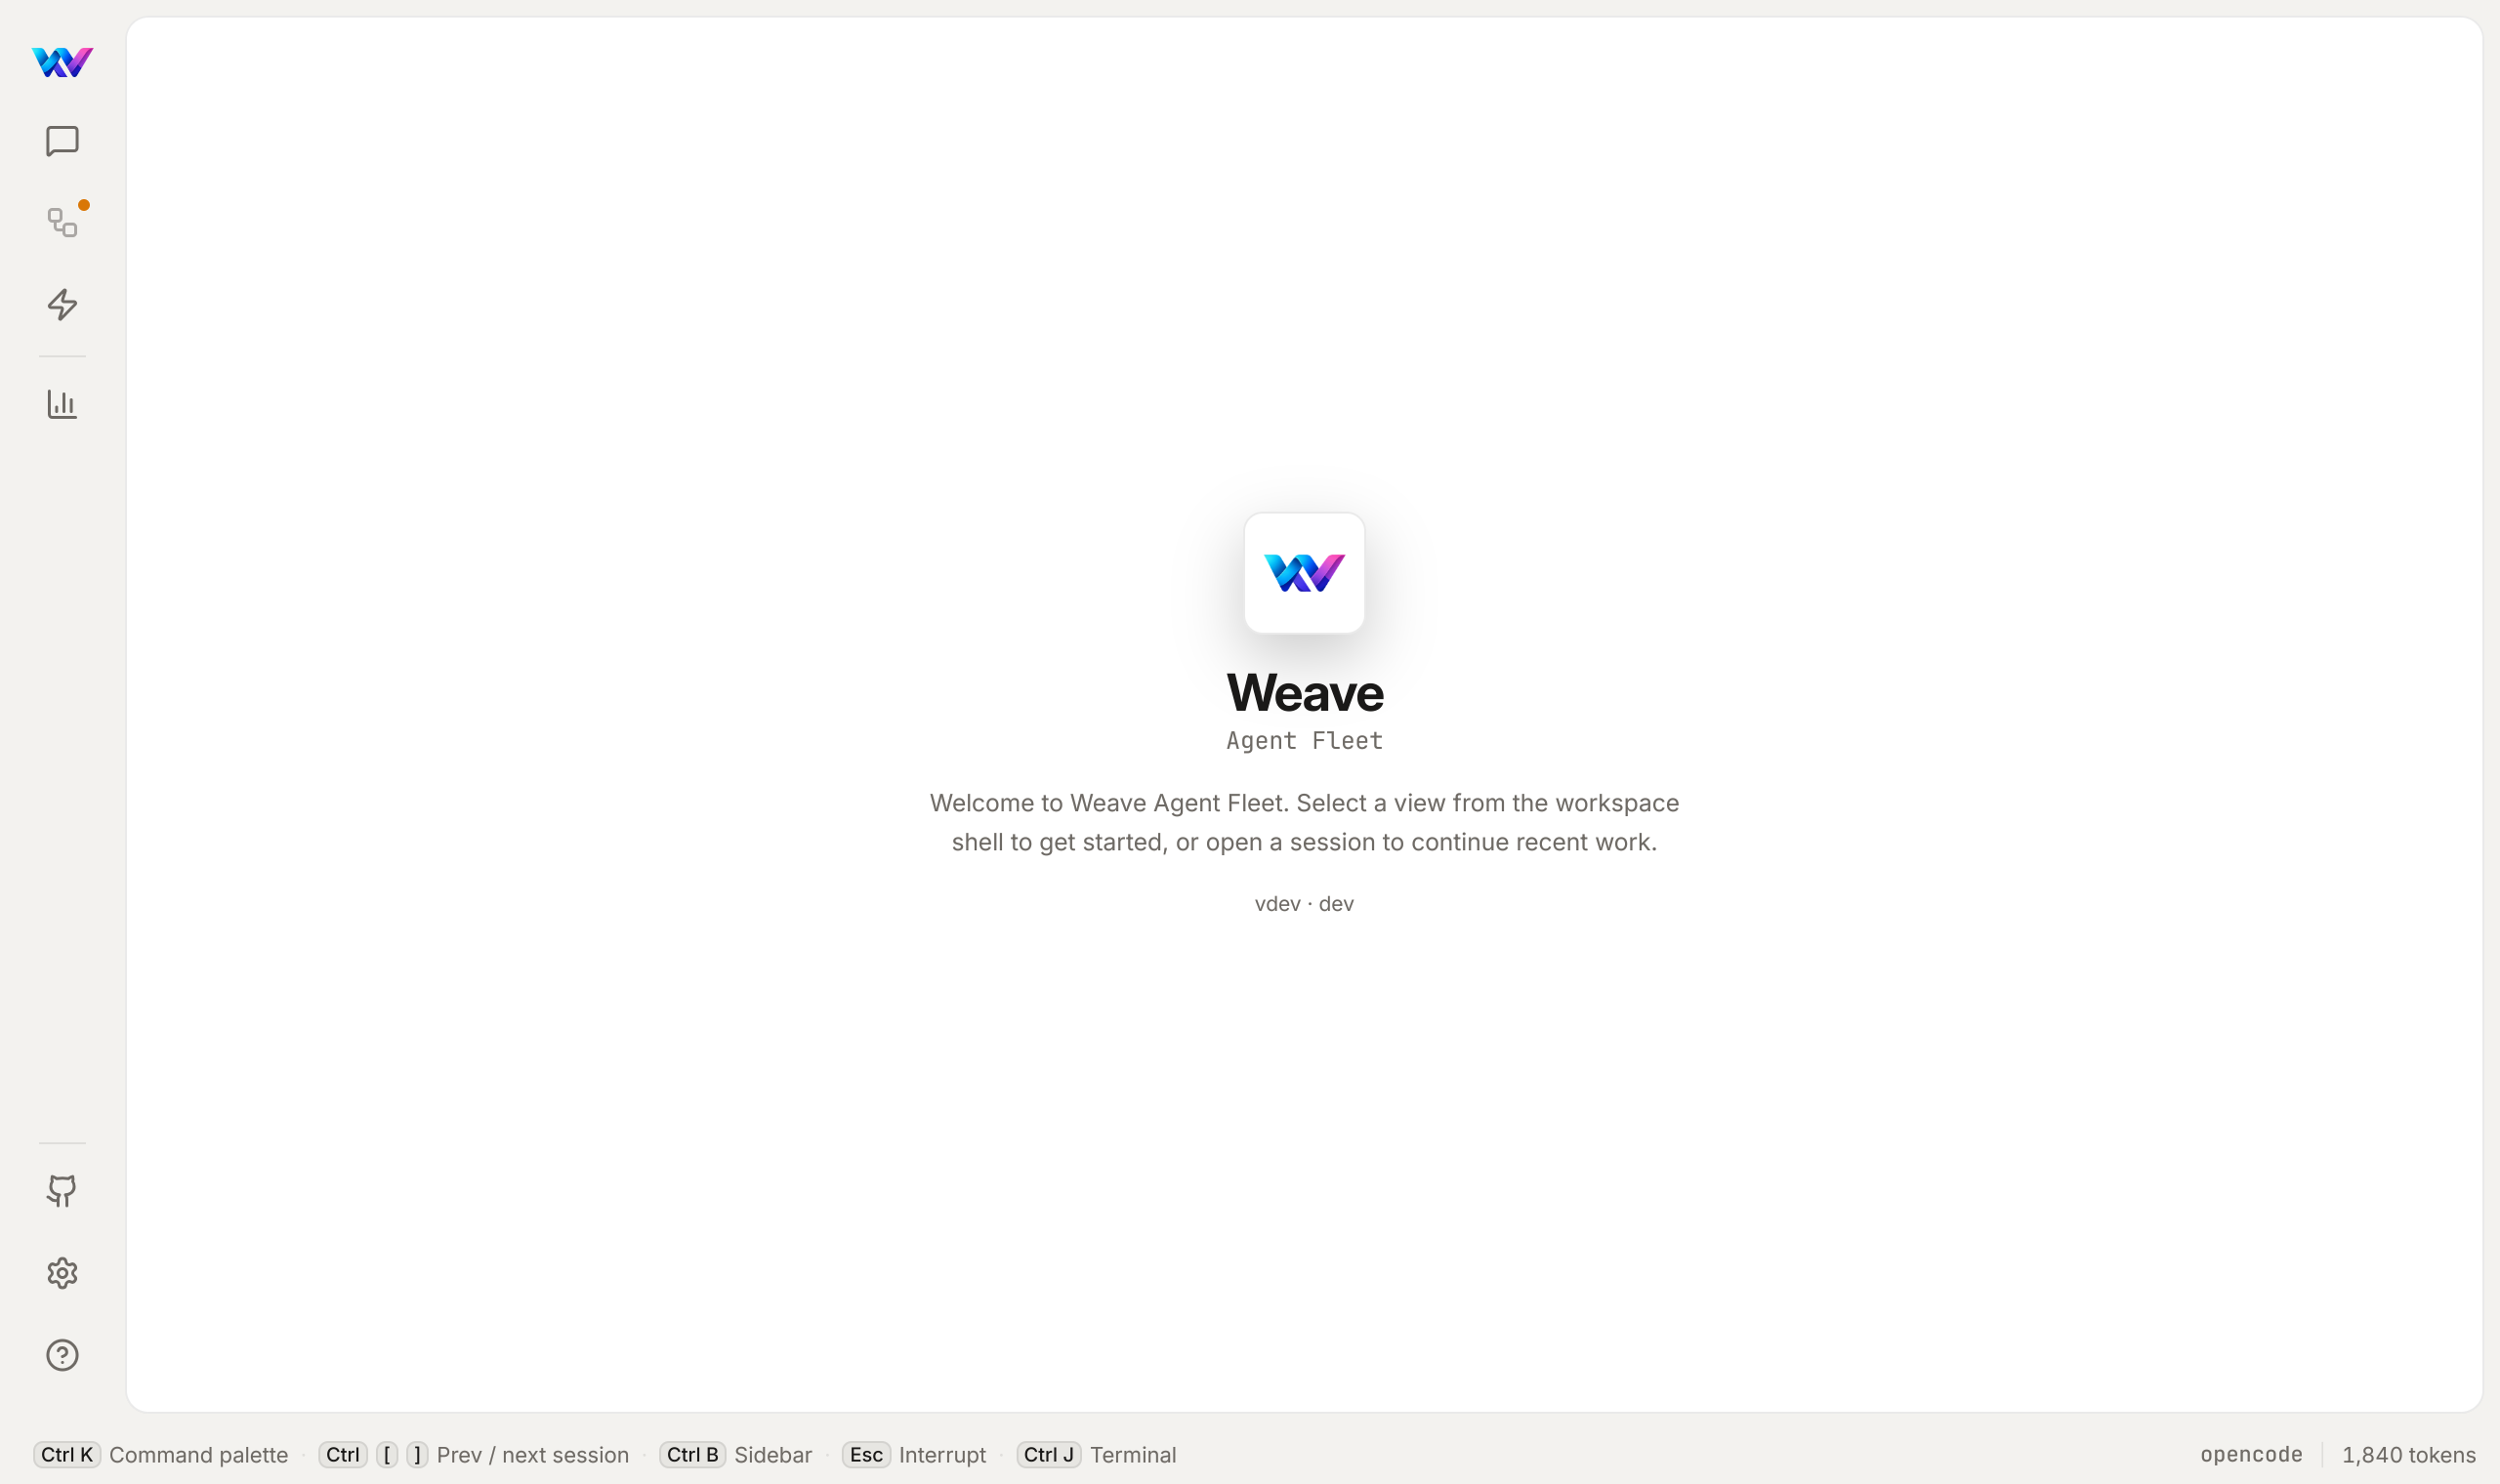 Weave
Agent Fleet
Welcome to Weave Agent Fleet. Select a view from the workspace
shell to get started, or open a session to continue recent work.
vdev · dev
Ctrl K Command palette · Ctrl [ ] Prev / next session · Ctrl B Sidebar · Esc Interrupt · Ctrl J Terminal
opencode 1,840 tokens